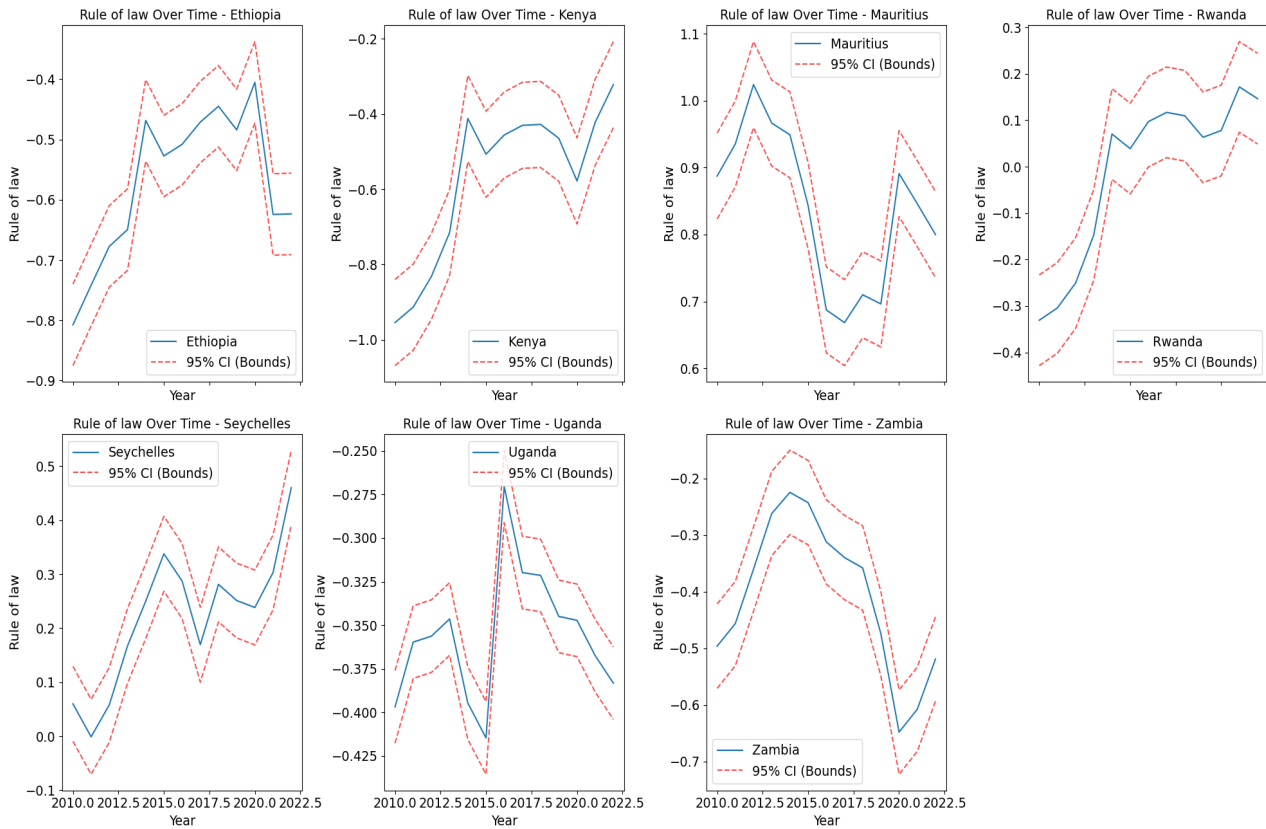 Rule of law Over Time - Ethiopia
Rule of law
−0.4
−0.5
−0.6
−0.7
−0.8
−0.9
Ethiopia
95% CI (Bounds)
Year
Rule of law Over Time - Kenya
Rule of law
−0.2
−0.4
−0.6
−0.8
−1.0
Kenya
95% CI (Bounds)
Year
Rule of law Over Time - Mauritius
Rule of law
1.1
1.0
0.9
0.8
0.7
0.6
Mauritius
95% CI (Bounds)
Year
Rule of law Over Time - Rwanda
Rule of law
0.3
0.2
0.1
0.0
−0.1
−0.2
−0.3
−0.4
Rwanda
95% CI (Bounds)
Year
Rule of law Over Time - Seychelles
Rule of law
0.5
0.4
0.3
0.2
0.1
0.0
−0.1
Seychelles
95% CI (Bounds)
2010.0 2012.5 2015.0 2017.5 2020.0 2022.5
Year
Rule of law Over Time - Uganda
Rule of law
−0.250
−0.275
−0.300
−0.325
−0.350
−0.375
−0.400
−0.425
Uganda
95% CI (Bounds)
2010.0 2012.5 2015.0 2017.5 2020.0 2022.5
Year
Rule of law Over Time - Zambia
Rule of law
−0.2
−0.3
−0.4
−0.5
−0.6
−0.7
Zambia
95% CI (Bounds)
2010.0 2012.5 2015.0 2017.5 2020.0 2022.5
Year